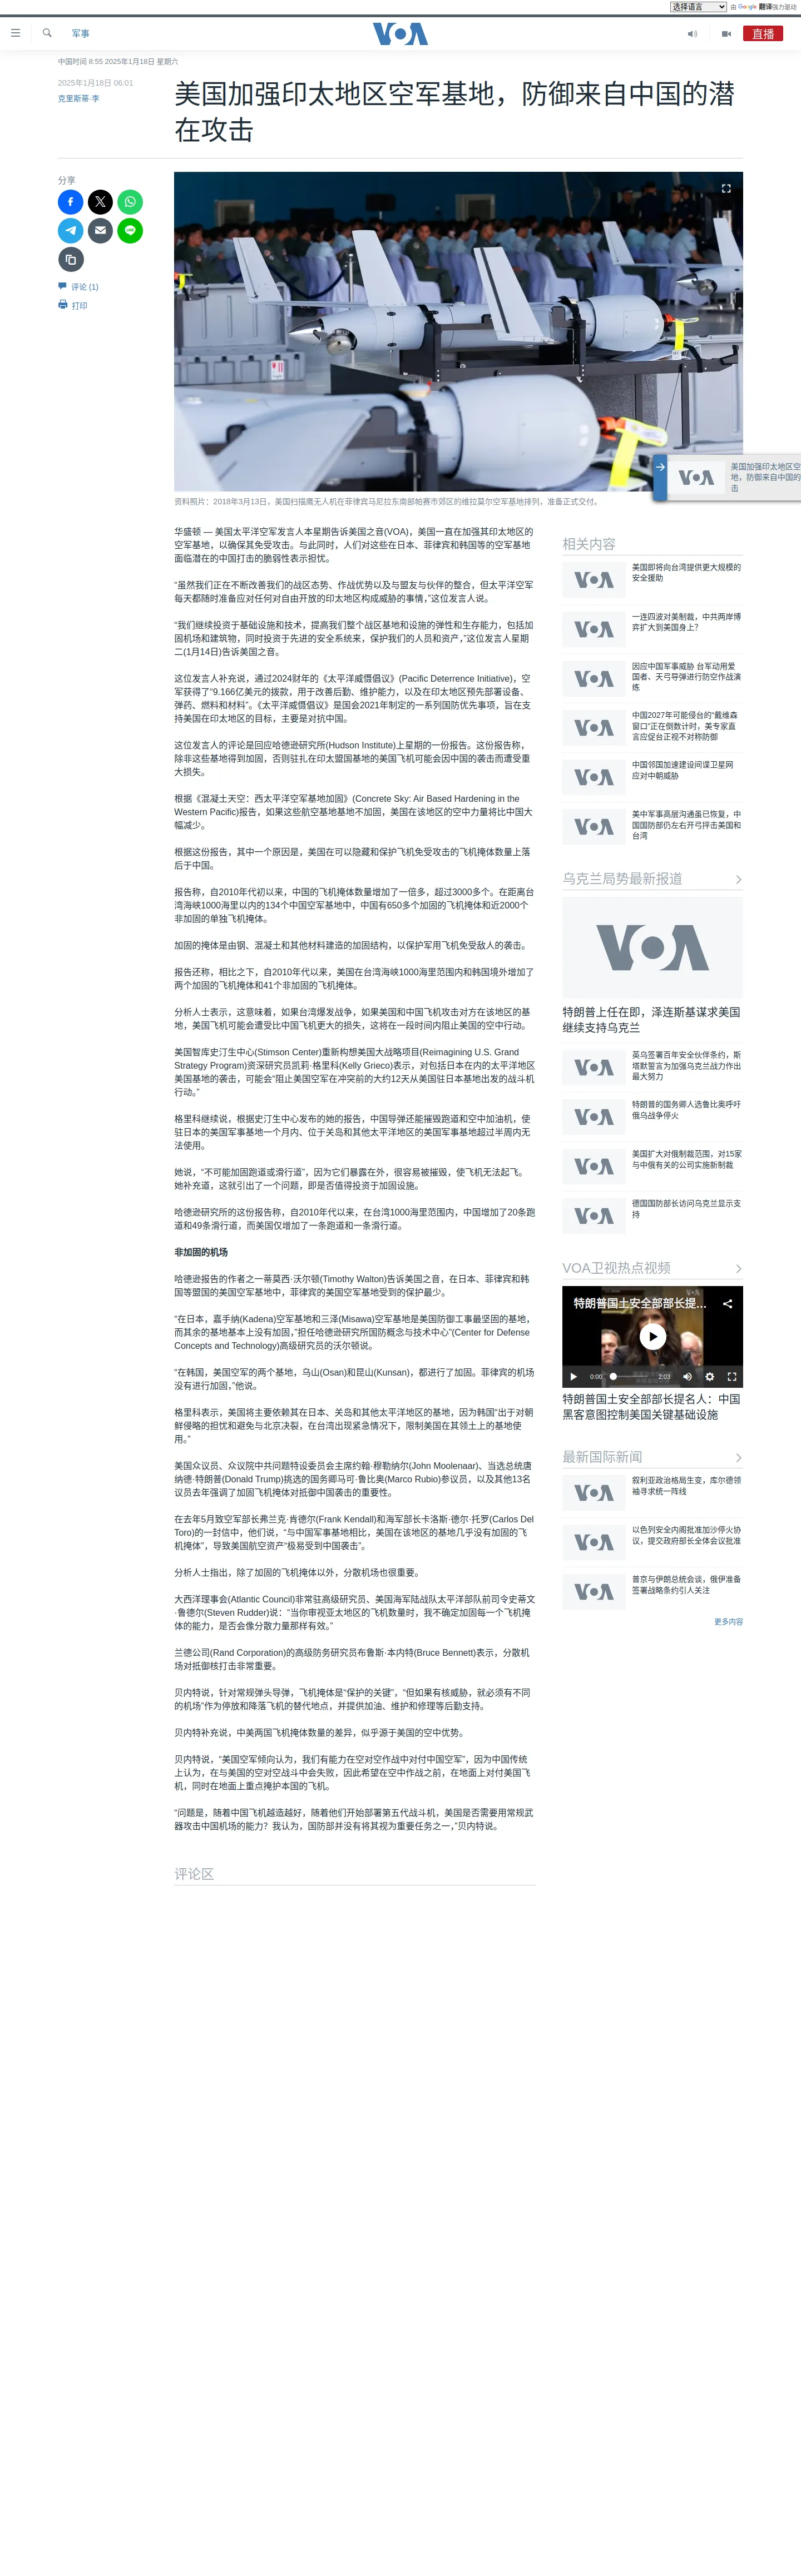 选择语言
由 Google 翻译强力驱动
军事
VOA
直播
中国时间 8:55 2025年1月18日 星期六
2025年1月18日 06:01
克里斯蒂·李
美国加强印太地区空军基地，防御来自中国的潜
在攻击
分享
评论 (1)
打印
美国加强印太地区空
地，防御来自中国的
击
VOA
资料照片：2018年3月13日，美国扫描鹰无人机在菲律宾马尼拉东南部帕赛市郊区的维拉莫尔空军基地排列，准备正式交付。
华盛顿 — 美国太平洋空军发言人本星期告诉美国之音(VOA)，美国一直在加强其印太地区的
空军基地，以确保其免受攻击。与此同时，人们对这些在日本、菲律宾和韩国等的空军基地
面临潜在的中国打击的脆弱性表示担忧。
“虽然我们正在不断改善我们的战区态势、作战优势以及与盟友与伙伴的整合，但太平洋空军
每天都随时准备应对任何对自由开放的印太地区构成威胁的事情，”这位发言人说。
“我们继续投资于基础设施和技术，提高我们整个战区基地和设施的弹性和生存能力，包括加
固机场和建筑物，同时投资于先进的安全系统来，保护我们的人员和资产，”这位发言人星期
二(1月14日)告诉美国之音。
这位发言人补充说，通过2024财年的《太平洋威慑倡议》(Pacific Deterrence Initiative)，空
军获得了“9.166亿美元的拨款，用于改善后勤、维护能力，以及在印太地区预先部署设备、
弹药、燃料和材料”。《太平洋威慑倡议》是国会2021年制定的一系列国防优先事项，旨在支
持美国在印太地区的目标，主要是对抗中国。
这位发言人的评论是回应哈德逊研究所(Hudson Institute)上星期的一份报告。这份报告称，
除非这些基地得到加固，否则驻扎在印太盟国基地的美国飞机可能会因中国的袭击而遭受重
大损失。
根据《混凝土天空：西太平洋空军基地加固》(Concrete Sky: Air Based Hardening in the
Western Pacific)报告，如果这些航空基地基地不加固，美国在该地区的空中力量将比中国大
幅减少。
根据这份报告，其中一个原因是，美国在可以隐藏和保护飞机免受攻击的飞机掩体数量上落
后于中国。
报告称，自2010年代初以来，中国的飞机掩体数量增加了一倍多，超过3000多个。在距离台
湾海峡1000海里以内的134个中国空军基地中，中国有650多个加固的飞机掩体和近2000个
非加固的单独飞机掩体。
加固的掩体是由钢、混凝土和其他材料建造的加固结构，以保护军用飞机免受敌人的袭击。
报告还称，相比之下，自2010年代以来，美国在台湾海峡1000海里范围内和韩国境外增加了
两个加固的飞机掩体和41个非加固的飞机掩体。
分析人士表示，这意味着，如果台湾爆发战争，如果美国和中国飞机攻击对方在该地区的基
地，美国飞机可能会遭受比中国飞机更大的损失，这将在一段时间内阻止美国的空中行动。
美国智库史汀生中心(Stimson Center)重新构想美国大战略项目(Reimagining U.S. Grand
Strategy Program)资深研究员凯莉·格里科(Kelly Grieco)表示，对包括日本在内的太平洋地区
美国基地的袭击，可能会“阻止美国空军在冲突前的大约12天从美国驻日本基地出发的战斗机
行动。”
格里科继续说，根据史汀生中心发布的她的报告，中国导弹还能摧毁跑道和空中加油机，使
驻日本的美国军事基地一个月内、位于关岛和其他太平洋地区的美国军事基地超过半周内无
法使用。
她说，“不可能加固跑道或滑行道”，因为它们暴露在外，很容易被摧毁，使飞机无法起飞。
她补充道，这就引出了一个问题，即是否值得投资于加固设施。
哈德逊研究所的这份报告称，自2010年代以来，在台湾1000海里范围内，中国增加了20条跑
道和49条滑行道，而美国仅增加了一条跑道和一条滑行道。
非加固的机场
哈德逊报告的作者之一蒂莫西·沃尔顿(Timothy Walton)告诉美国之音，在日本、菲律宾和韩
国等盟国的美国空军基地中，菲律宾的美国空军基地受到的保护最少。
“在日本，嘉手纳(Kadena)空军基地和三泽(Misawa)空军基地是美国防御工事最坚固的基地，
而其余的基地基本上没有加固，”担任哈德逊研究所国防概念与技术中心“(Center for Defense
Concepts and Technology)高级研究员的沃尔顿说。
“在韩国，美国空军的两个基地，乌山(Osan)和昆山(Kunsan)，都进行了加固。菲律宾的机场
没有进行加固，”他说。
格里科表示，美国将主要依赖其在日本、关岛和其他太平洋地区的基地，因为韩国“出于对朝
鲜侵略的担忧和避免与北京决裂，在台湾出现紧急情况下，限制美国在其领土上的基地使
用。”
美国众议员、众议院中共问题特设委员会主席约翰·穆勒纳尔(John Moolenaar)、当选总统唐
纳德·特朗普(Donald Trump)挑选的国务卿马可·鲁比奥(Marco Rubio)参议员，以及其他13名
议员去年强调了加固飞机掩体对抵御中国袭击的重要性。
在去年5月致空军部长弗兰克·肯德尔(Frank Kendall)和海军部长卡洛斯·德尔·托罗(Carlos Del
Toro)的一封信中，他们说，“与中国军事基地相比，美国在该地区的基地几乎没有加固的飞
机掩体”，导致美国航空资产“极易受到中国袭击”。
分析人士指出，除了加固的飞机掩体以外，分散机场也很重要。
大西洋理事会(Atlantic Council)非常驻高级研究员、美国海军陆战队太平洋部队前司令史蒂文
·鲁德尔(Steven Rudder)说：“当你审视亚太地区的飞机数量时，我不确定加固每一个飞机掩
体的能力，是否会像分散力量那样有效。”
兰德公司(Rand Corporation)的高级防务研究员布鲁斯·本内特(Bruce Bennett)表示，分散机
场对抵御核打击非常重要。
贝内特说，针对常规弹头导弹，飞机掩体是“保护的关键”，“但如果有核威胁，就必须有不同
的机场”作为停放和降落飞机的替代地点，并提供加油、维护和修理等后勤支持。
贝内特补充说，中美两国飞机掩体数量的差异，似乎源于美国的空中优势。
贝内特说，“美国空军倾向认为，我们有能力在空对空作战中对付中国空军”，因为中国传统
上认为，在与美国的空对空战斗中会失败，因此希望在空中作战之前，在地面上对付美国飞
机，同时在地面上重点掩护本国的飞机。
“问题是，随着中国飞机越造越好，随着他们开始部署第五代战斗机，美国是否需要用常规武
器攻击中国机场的能力？我认为，国防部并没有将其视为重要任务之一，”贝内特说。
评论区
相关内容
VOA
美国即将向台湾提供更大规模的
安全援助
VOA
一连四波对美制裁，中共两岸博
弈扩大到美国身上？
VOA
因应中国军事威胁 台军动用爱
国者、天弓导弹进行防空作战演
练
VOA
中国2027年可能侵台的“戴维森
窗口”正在倒数计时，美专家直
言应促台正视不对称防御
VOA
中国邻国加速建设间谍卫星网
应对中朝威胁
VOA
美中军事高层沟通虽已恢复，中
国国防部仍左右开弓抨击美国和
台湾
乌克兰局势最新报道
VOA
特朗普上任在即，泽连斯基谋求美国
继续支持乌克兰
VOA
英乌签署百年安全伙伴条约，斯
塔默誓言为加强乌克兰战力作出
最大努力
VOA
特朗普的国务卿人选鲁比奥呼吁
俄乌战争停火
VOA
美国扩大对俄制裁范围，对15家
与中俄有关的公司实施新制裁
VOA
德国国防部长访问乌克兰显示支
持
VOA卫视热点视频
特朗普国土安全部部长提…
0:00
2:03
特朗普国土安全部部长提名人：中国
黑客意图控制美国关键基础设施
最新国际新闻
VOA
叙利亚政治格局生变，库尔德领
袖寻求统一阵线
VOA
以色列安全内阁批准加沙停火协
议，提交政府部长全体会议批准
VOA
普京与伊朗总统会谈，俄伊准备
签署战略条约引人关注
更多内容